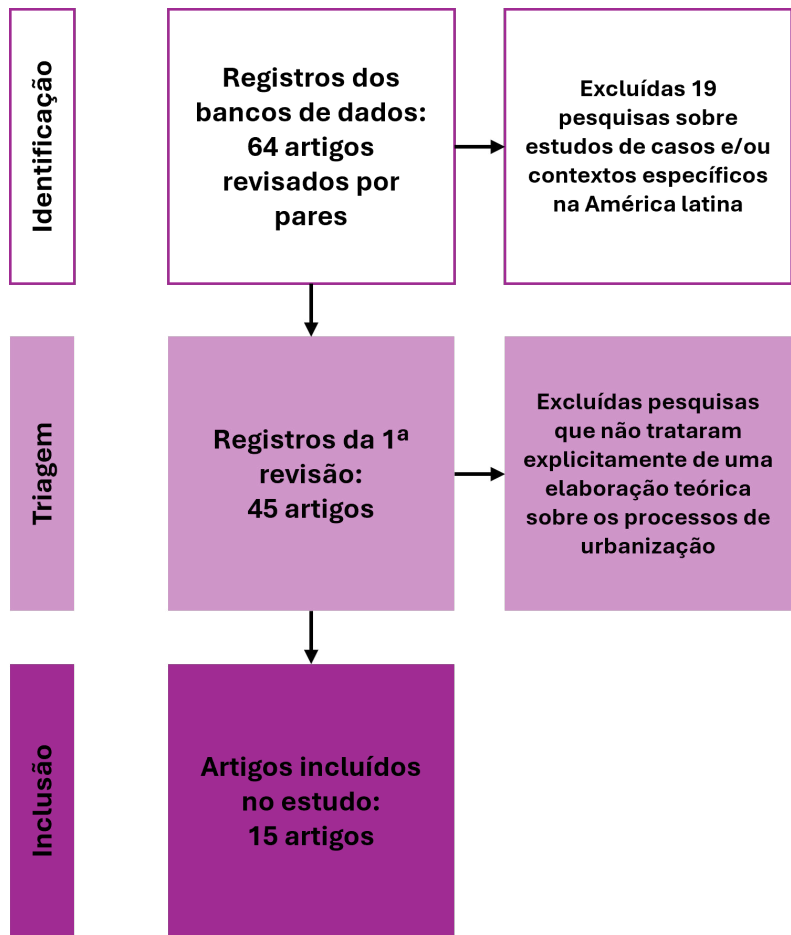 Identificação
Registros dos
bancos de dados:
64 artigos
revisados por
pares
Excluídas 19
pesquisas sobre
estudos de casos e/ou
contextos específicos
na América latina
Triagem
Registros da 1ª
revisão:
45 artigos
Excluídas pesquisas
que não trataram
explicitamente de uma
elaboração teórica
sobre os processos de
urbanização
Inclusão
Artigos incluídos
no estudo:
15 artigos